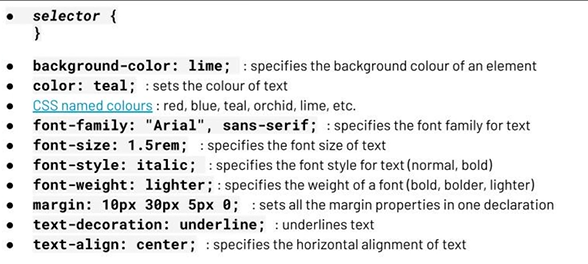 ● selector {
}
● background-color: lime; : specifies the background colour of an element
● color: teal; : sets the colour of text
● CSS named colours : red, blue, teal, orchid, lime, etc.
● font-family: "Arial", sans-serif; : specifies the font family for text
● font-size: 1.5rem; : specifies the font size of text
● font-style: italic; : specifies the font style for text (normal, bold)
● font-weight: lighter; : specifies the weight of a font (bold, bolder, lighter)
● margin: 10px 30px 5px 0; : sets all the margin properties in one declaration
● text-decoration: underline; : underlines text
● text-align: center; : specifies the horizontal alignment of text